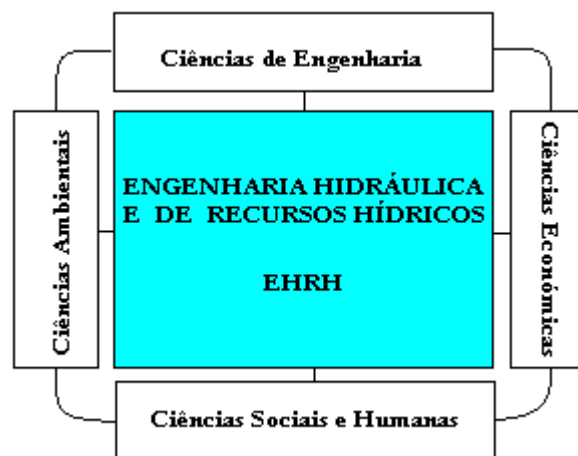 Ciências de Engenharia
Ciências Ambientais
ENGENHARIA HIDRÁULICA
E DE RECURSOS HÍDRICOS
EHRH
Ciências Económicas
Ciências Sociais e Humanas